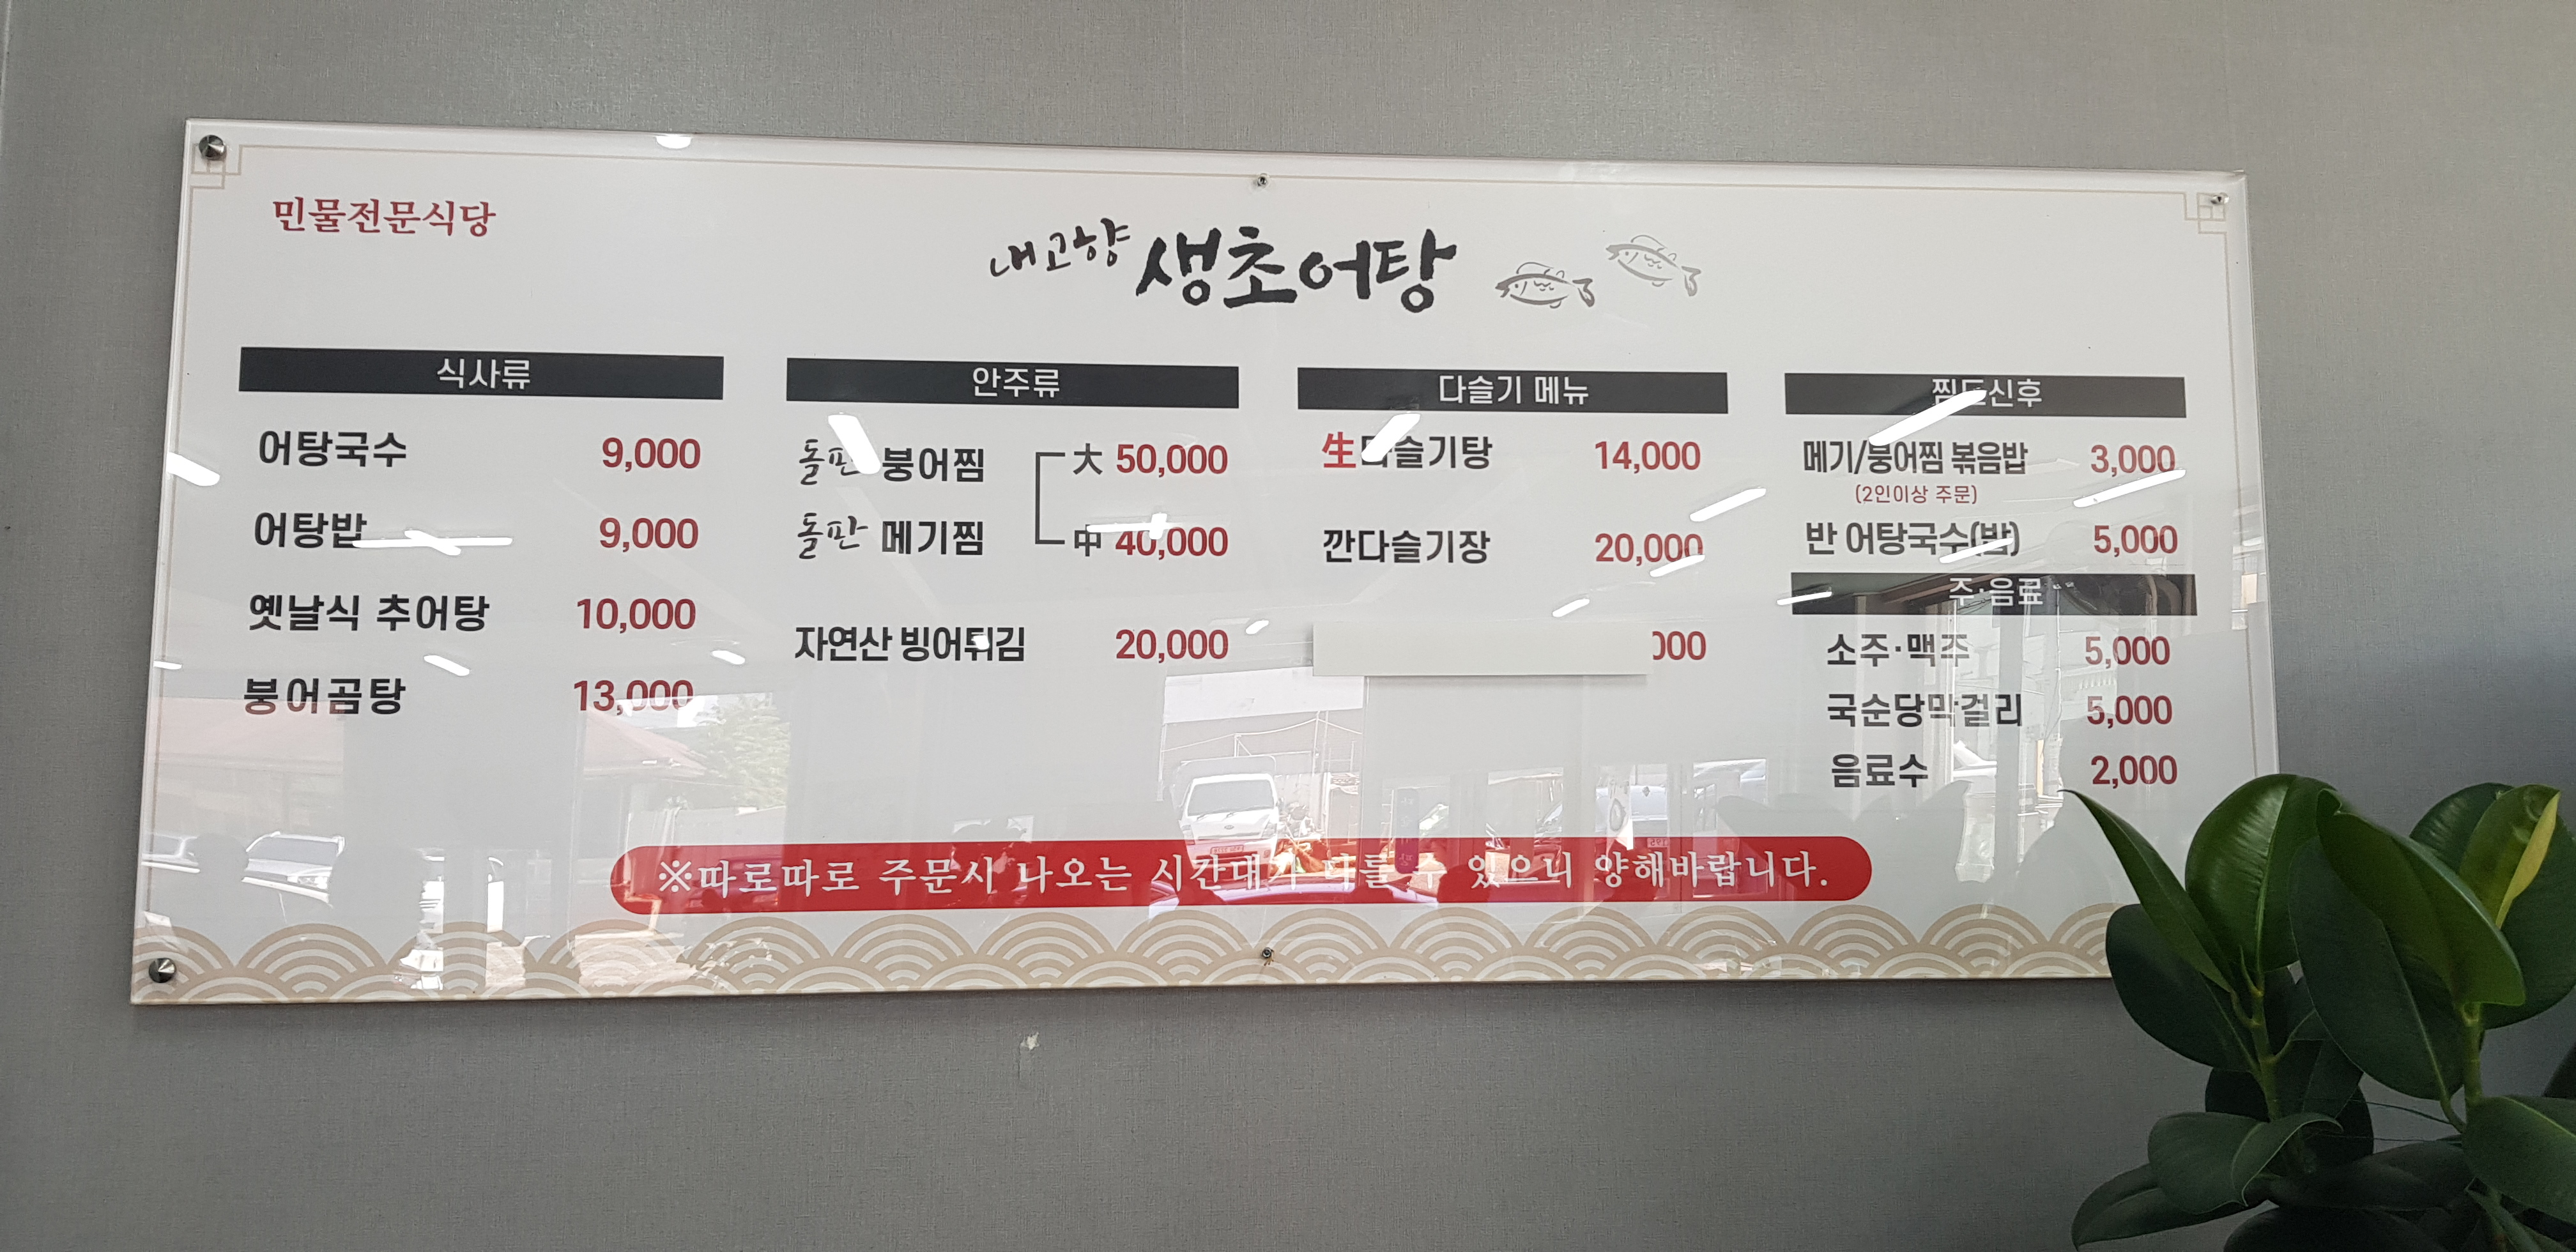 민물전문식당
내고향 생초어탕
식사류
어탕국수 9,000
어탕밥 9,000
옛날식 추어탕 10,000
붕어곰탕 13,000
안주류
돌판 붕어찜 大 50,000
돌판 메기찜 中 40,000
자연산 빙어튀김 20,000
다슬기 메뉴
生다슬기탕 14,000
깐다슬기장 20,000
000
찜드신후
메기/붕어찜 볶음밥 3,000
(2인이상 주문)
반 어탕국수(밥) 5,000
주·음료
소주·맥주 5,000
국순당막걸리 5,000
음료수 2,000
※따로따로 주문시 나오는 시간대가 다를 수 있으니 양해바랍니다.